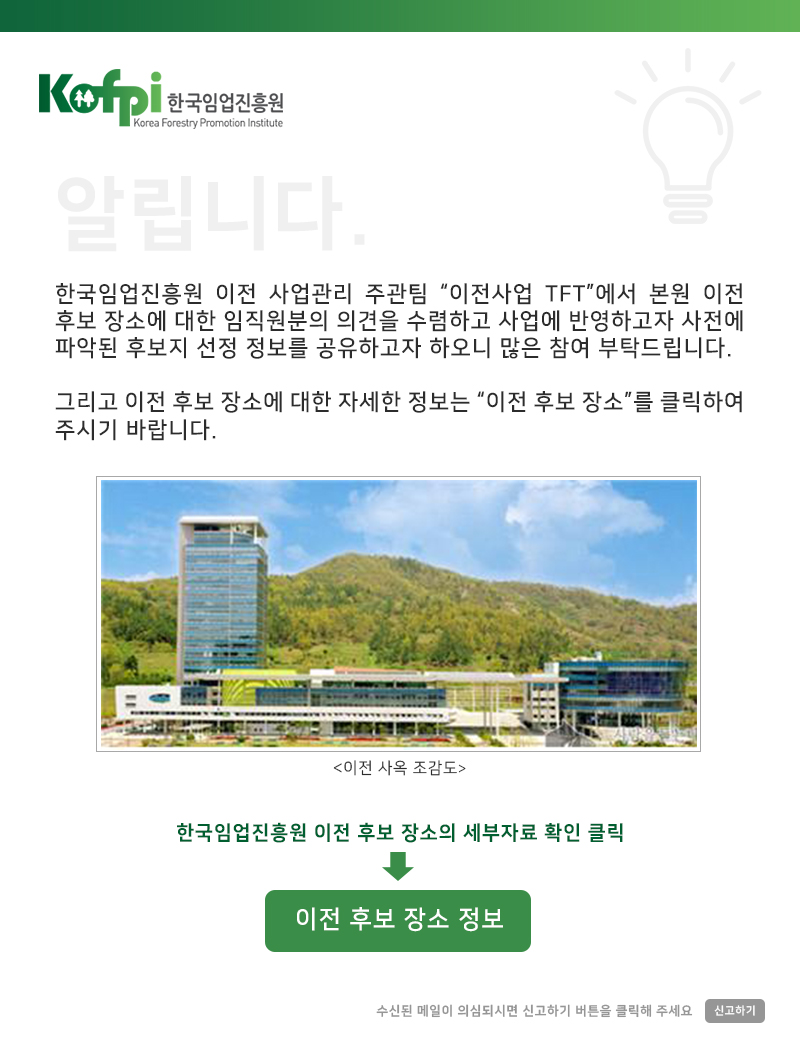 Kofpi 한국임업진흥원
Korea Forestry Promotion Institute
알립니다.
한국임업진흥원 이전 사업관리 주관팀 “이전사업 TFT”에서 본원 이전
후보 장소에 대한 임직원분의 의견을 수렴하고 사업에 반영하고자 사전에
파악된 후보지 선정 정보를 공유하고자 하오니 많은 참여 부탁드립니다.
그리고 이전 후보 장소에 대한 자세한 정보는 “이전 후보 장소”를 클릭하여
주시기 바랍니다.
<이전 사옥 조감도>
한국임업진흥원 이전 후보 장소의 세부자료 확인 클릭
이전 후보 장소 정보
수신된 메일이 의심되시면 신고하기 버튼을 클릭해 주세요 신고하기